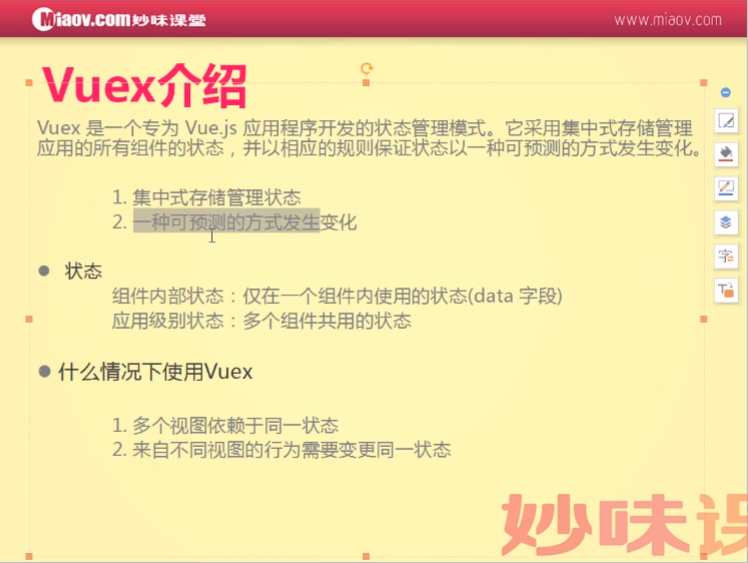 Miaov.com妙味课堂
www.miaov.com
Vuex介绍
Vuex 是一个专为 Vue.js 应用程序开发的状态管理模式。它采用集中式存储管理
应用的所有组件的状态，并以相应的规则保证状态以一种可预测的方式发生变化。
1. 集中式存储管理状态
2. 一种可预测的方式发生变化
● 状态
组件内部状态：仅在一个组件内使用的状态(data 字段)
应用级别状态：多个组件共用的状态
● 什么情况下使用Vuex
1. 多个视图依赖于同一状态
2. 来自不同视图的行为需要变更同一状态
字
T
妙味课